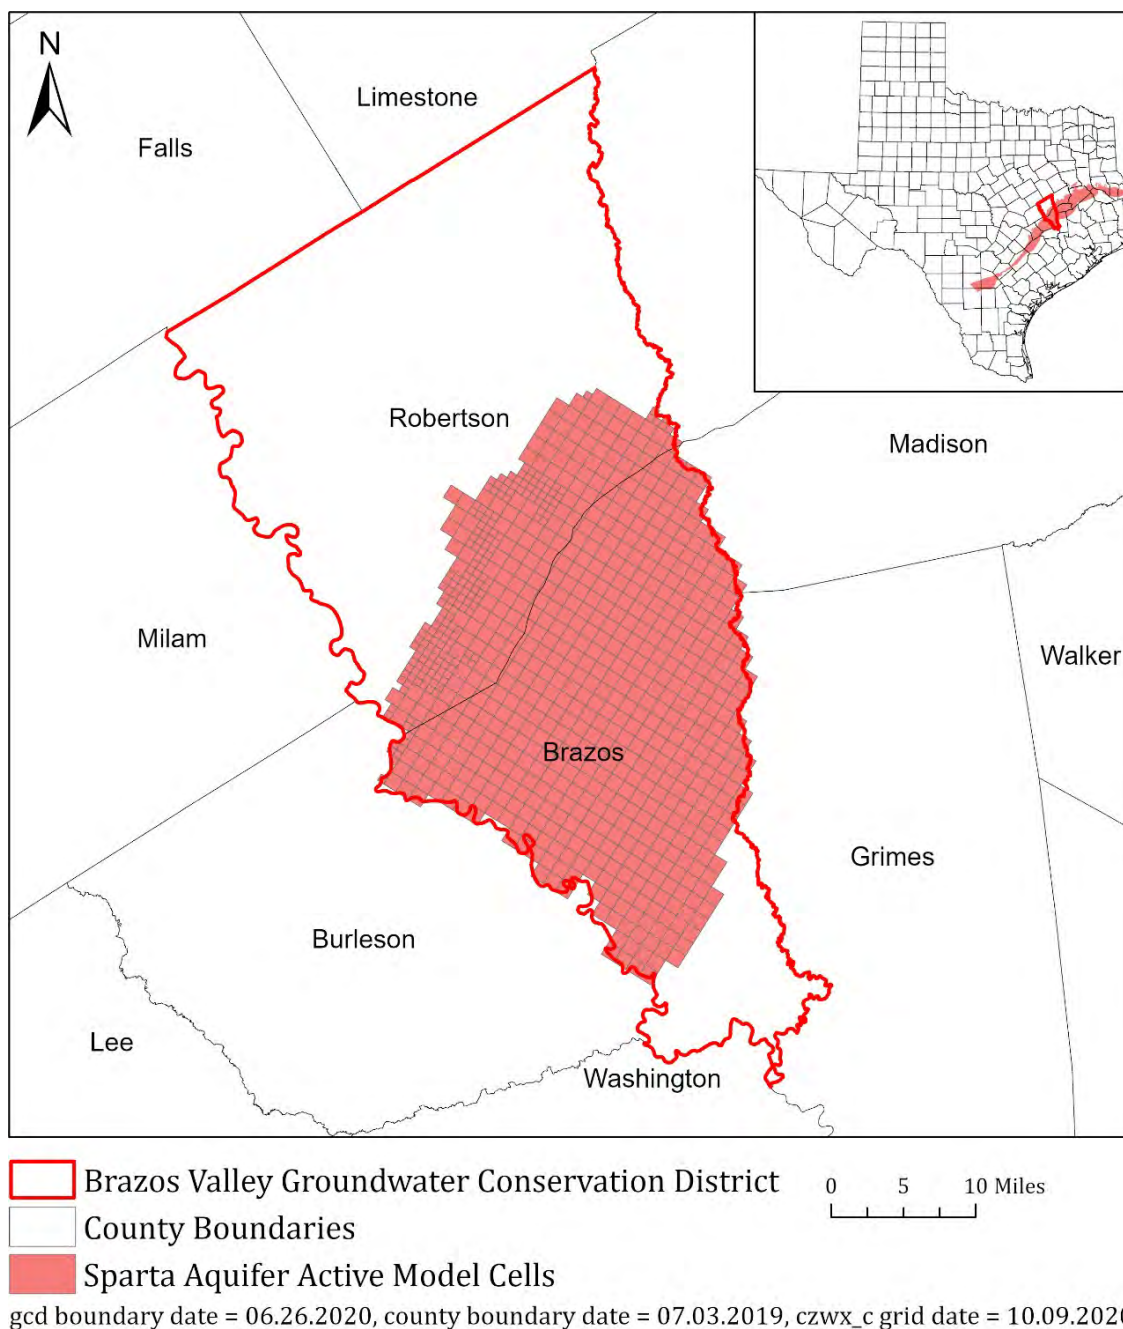 N
Limestone
Falls
Robertson
Madison
Milam
Walker
Brazos
Grimes
Burleson
Lee
Washington
Brazos Valley Groundwater Conservation District
0 5 10 Miles
County Boundaries
Sparta Aquifer Active Model Cells
gcd boundary date = 06.26.2020, county boundary date = 07.03.2019, czwx_c grid date = 10.09.2020